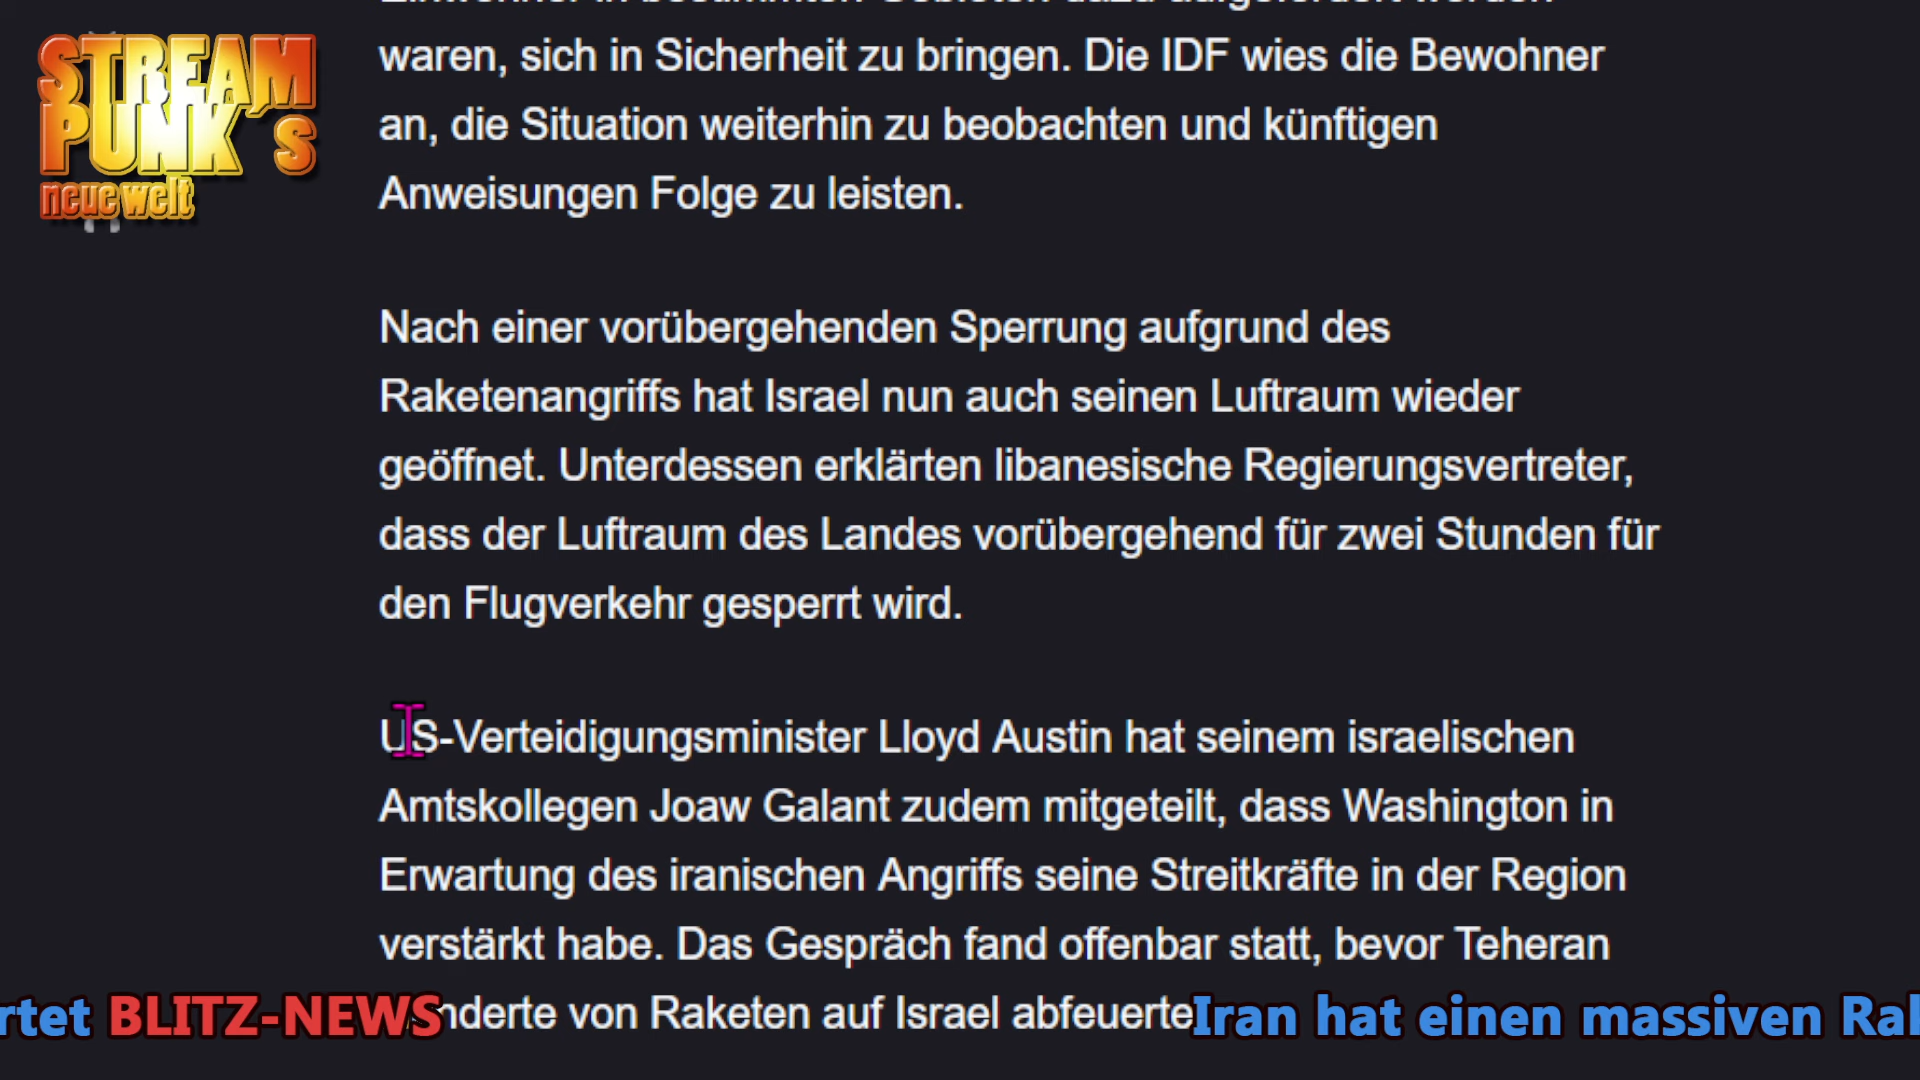 STREAM
PUNK´s
neue welt
waren, sich in Sicherheit zu bringen. Die IDF wies die Bewohner
an, die Situation weiterhin zu beobachten und künftigen
Anweisungen Folge zu leisten.
Nach einer vorübergehenden Sperrung aufgrund des
Raketenangriffs hat Israel nun auch seinen Luftraum wieder
geöffnet. Unterdessen erklärten libanesische Regierungsvertreter,
dass der Luftraum des Landes vorübergehend für zwei Stunden für
den Flugverkehr gesperrt wird.
US-Verteidigungsminister Lloyd Austin hat seinem israelischen
Amtskollegen Joaw Galant zudem mitgeteilt, dass Washington in
Erwartung des iranischen Angriffs seine Streitkräfte in der Region
verstärkt habe. Das Gespräch fand offenbar statt, bevor Teheran
nderte von Raketen auf Israel abfeuerte
rtet BLITZ-NEWS Iran hat einen massiven Ral